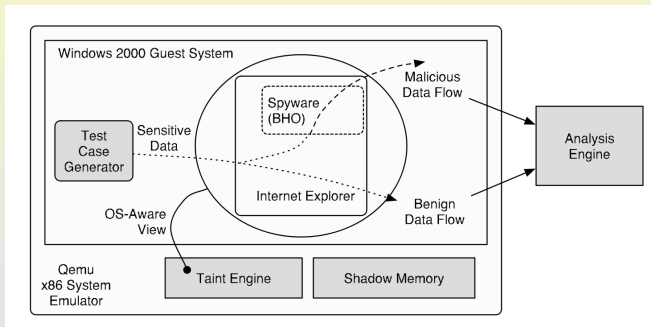 Windows 2000 Guest System
Test
Case
Generator
Sensitive
Data
Spyware
(BHO)
Internet Explorer
Malicious
Data Flow
Benign
Data Flow
Analysis
Engine
OS-Aware
View
Qemu
x86 System
Emulator
Taint Engine
Shadow Memory